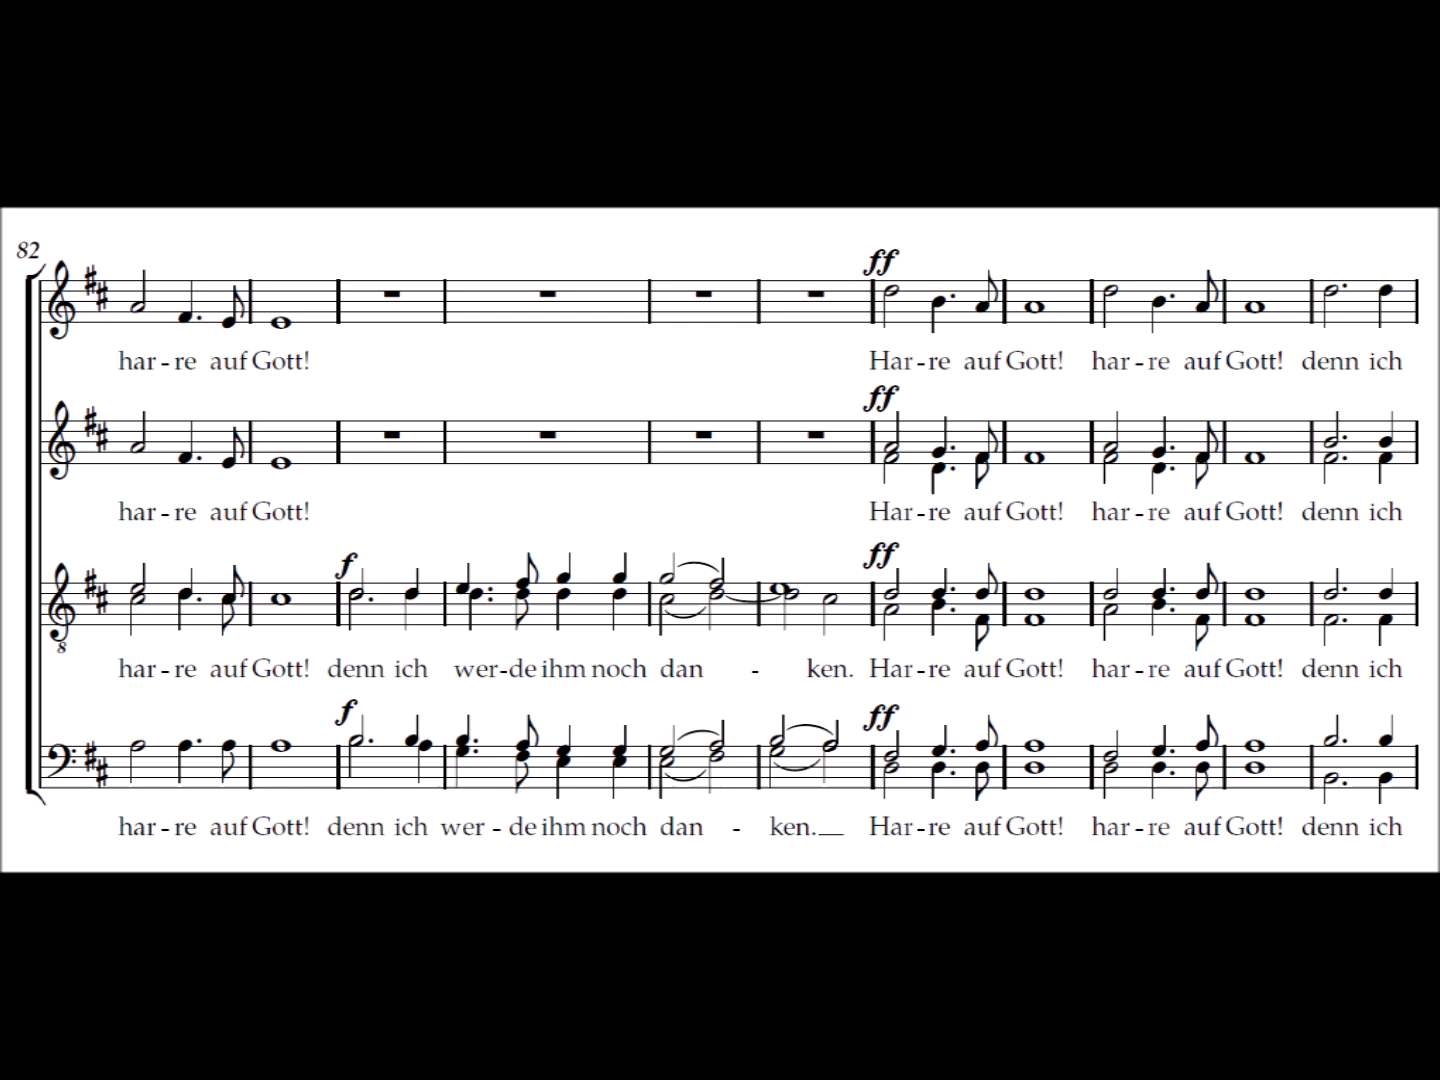 82
ff
har - re auf Gott! Har - re auf Gott! har - re auf Gott! denn ich
ff
har - re auf Gott! Har - re auf Gott! har - re auf Gott! denn ich
f ff
8
har - re auf Gott! denn ich wer - de ihm noch dan - ken. Har - re auf Gott! har - re auf Gott! denn ich
f ff
har - re auf Gott! denn ich wer - de ihm noch dan - ken. Har - re auf Gott! har - re auf Gott! denn ich